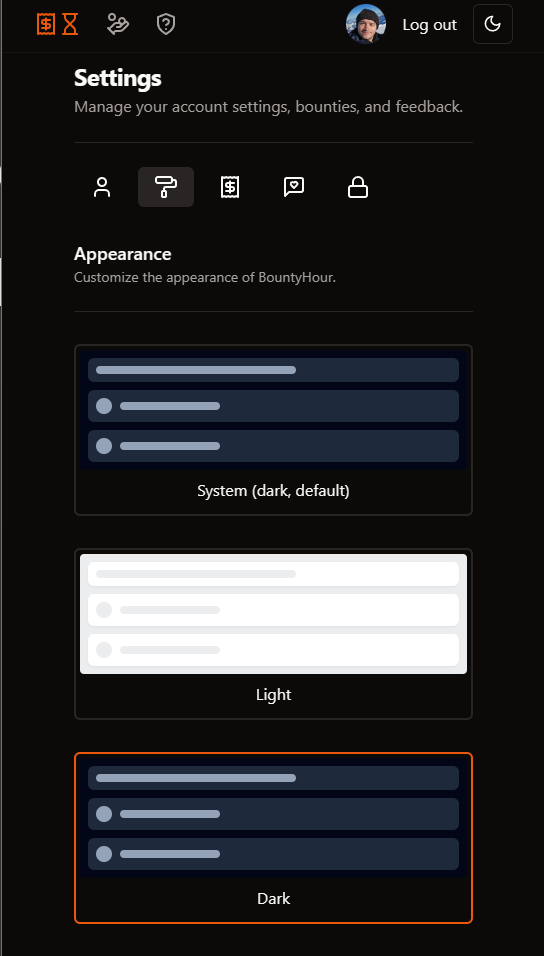 Log out
Settings
Manage your account settings, bounties, and feedback.
Appearance
Customize the appearance of BountyHour.
System (dark, default)
Light
Dark